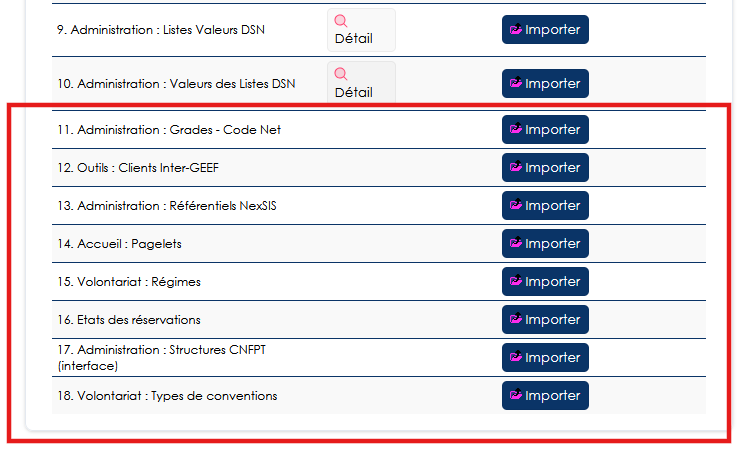 9. Administration : Listes Valeurs DSN
Détail
Importer
10. Administration : Valeurs des Listes DSN
Détail
Importer
11. Administration : Grades - Code Net
Importer
12. Outils : Clients Inter-GEEF
Importer
13. Administration : Référentiels NexSIS
Importer
14. Accueil : Pagelets
Importer
15. Volontariat : Régimes
Importer
16. Etats des réservations
Importer
17. Administration : Structures CNFPT
(interface)
Importer
18. Volontariat : Types de conventions
Importer